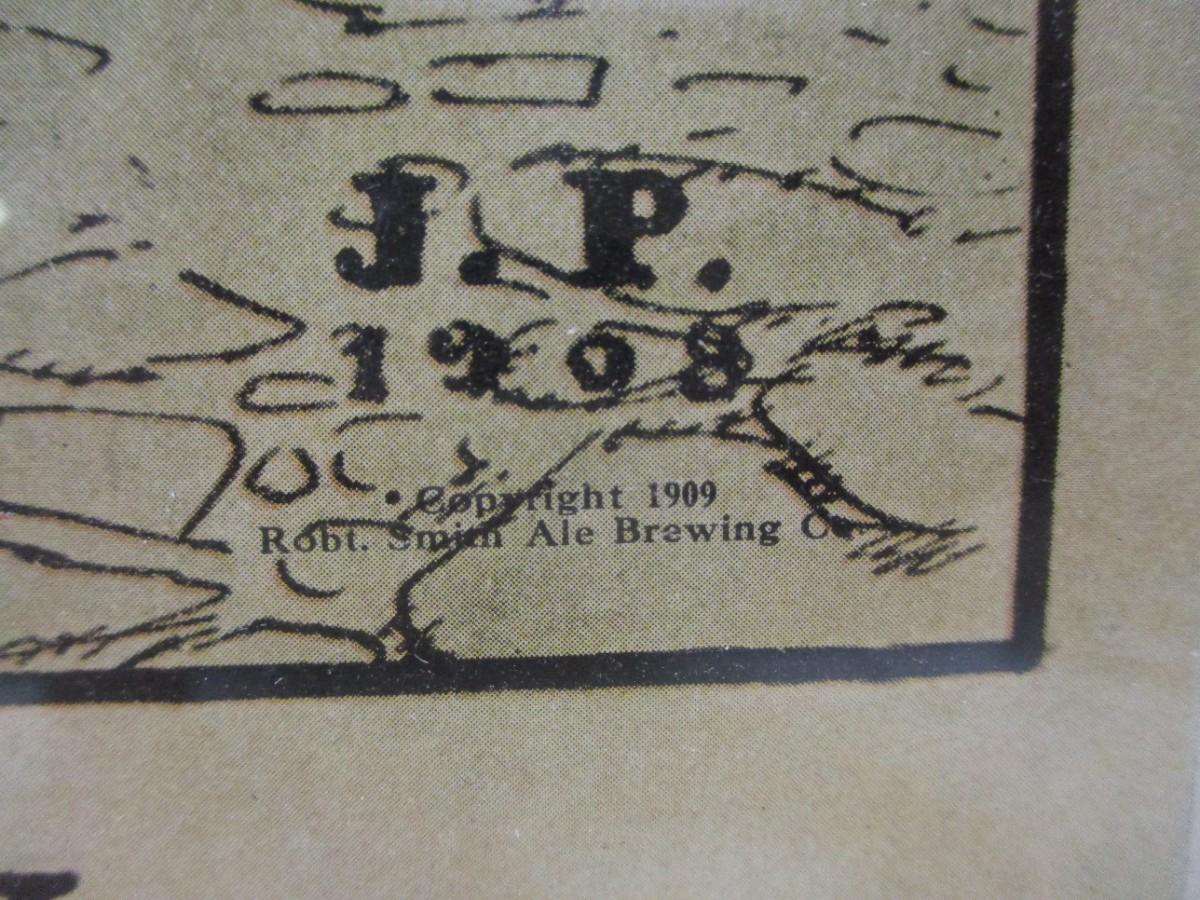 J. P.
1908
Copyright 1909
Robt. Smith Ale Brewing Co.